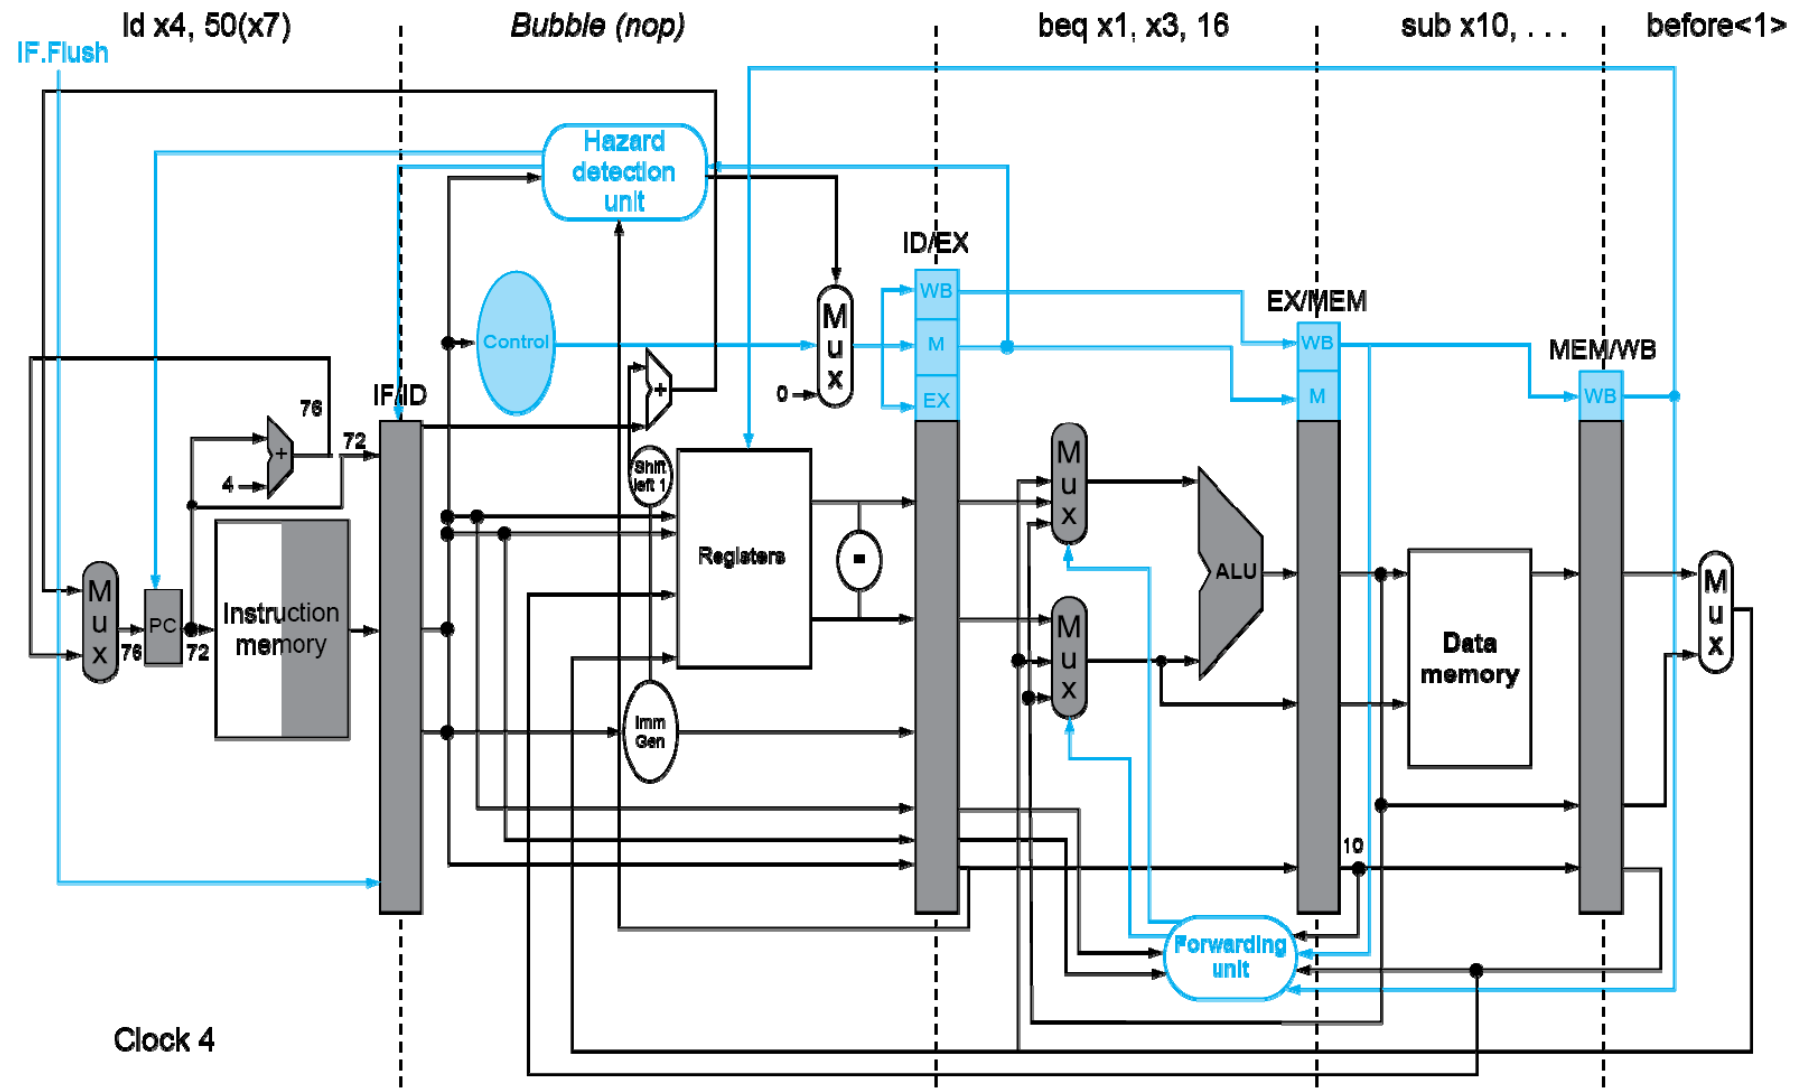 ld x4, 50(x7)
Bubble (nop)
beq x1, x3, 16
sub x10, . . .
before<1>
IF.Flush
Hazard
detection
unit
ID/EX
WB
M
EX
Control
M
u
x
0
EX/MEM
WB
M
MEM/WB
WB
IF/ID
+
76
72
+
4
Shift
left 1
M
u
x
M
u
x
76
PC
72
Instruction
memory
Registers
=
ALU
M
u
x
Data
memory
M
u
x
Imm
Gen
10
Forwarding
unit
Clock 4